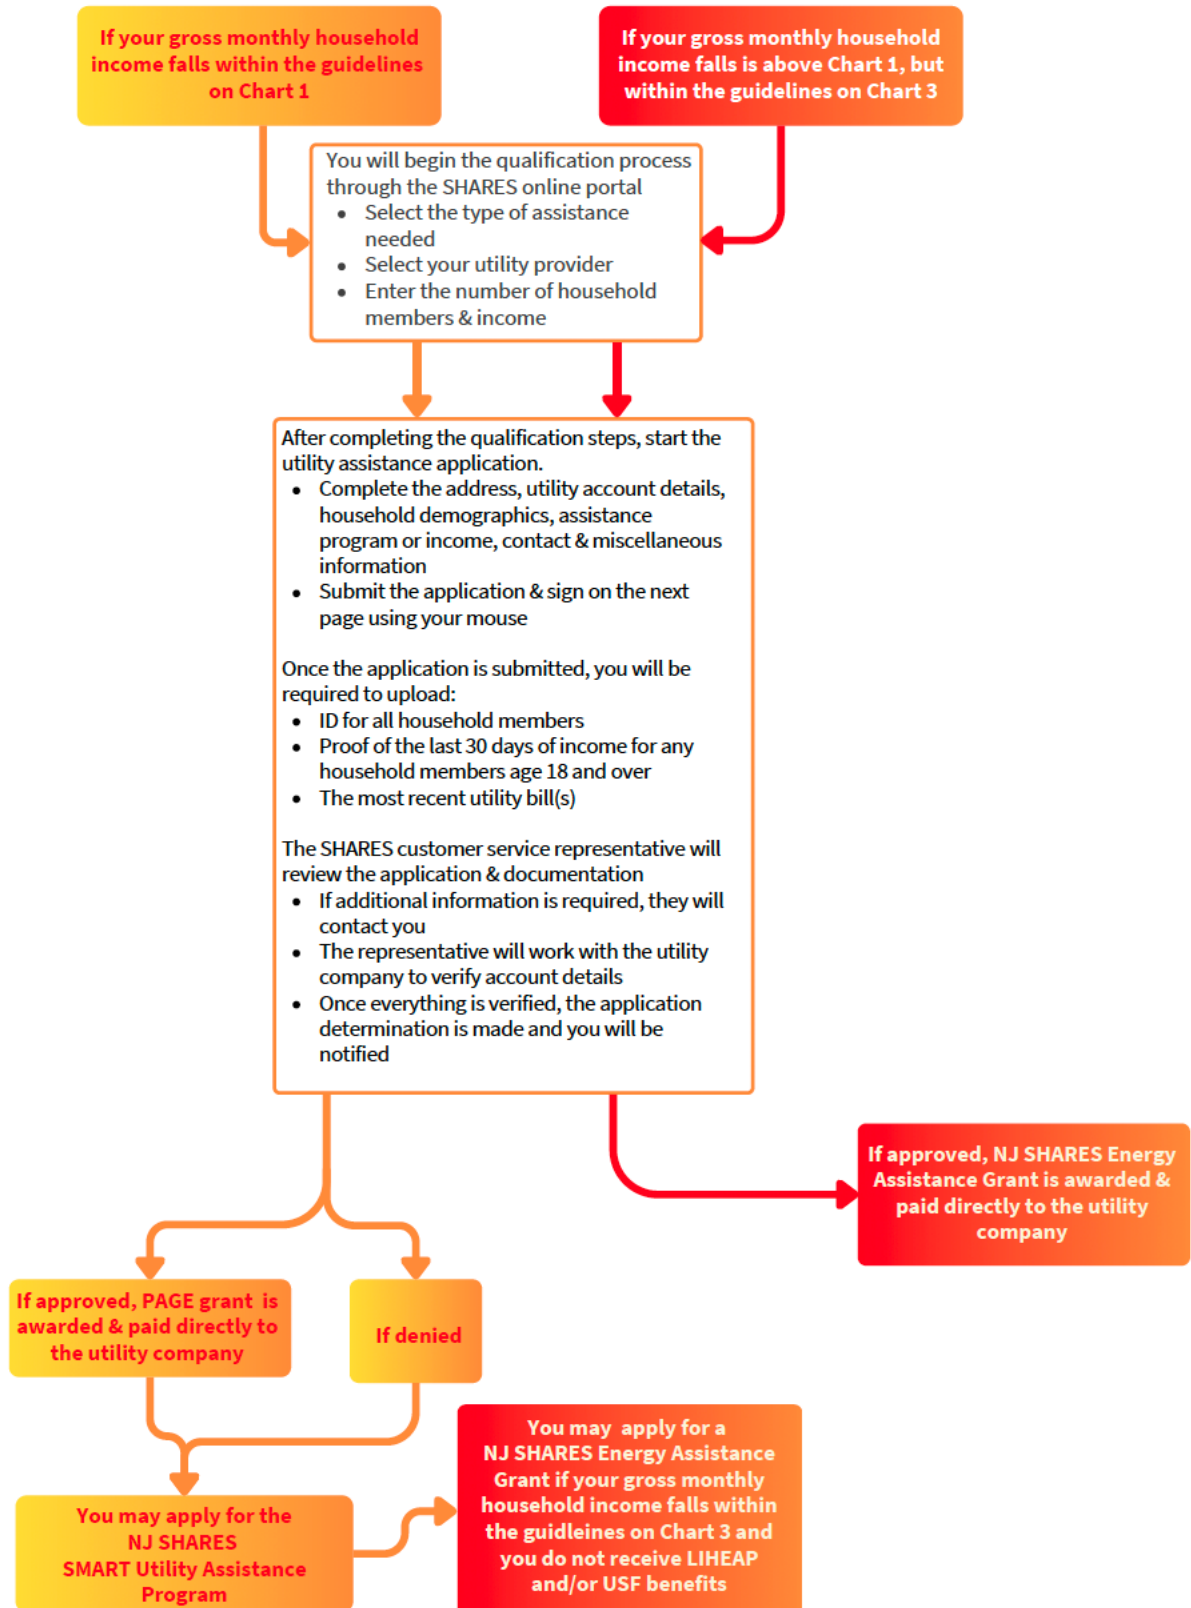 If your gross monthly household
income falls within the guidelines
on Chart 1
If your gross monthly household
income falls is above Chart 1, but
within the guidelines on Chart 3
You will begin the qualification process
through the SHARES online portal
• Select the type of assistance
needed
• Select your utility provider
• Enter the number of household
members & income
After completing the qualification steps, start the
utility assistance application.
• Complete the address, utility account details,
household demographics, assistance
program or income, contact & miscellaneous
information
• Submit the application & sign on the next
page using your mouse
Once the application is submitted, you will be
required to upload:
• ID for all household members
• Proof of the last 30 days of income for any
household members age 18 and over
• The most recent utility bill(s)
The SHARES customer service representative will
review the application & documentation
• If additional information is required, they will
contact you
• The representative will work with the utility
company to verify account details
• Once everything is verified, the application
determination is made and you will be
notified
If approved, NJ SHARES Energy
Assistance Grant is awarded &
paid directly to the utility
company
If approved, PAGE grant is
awarded & paid directly to
the utility company
If denied
You may apply for the
NJ SHARES
SMART Utility Assistance
Program
You may apply for a
NJ SHARES Energy Assistance
Grant if your gross monthly
household income falls within
the guidleines on Chart 3 and
you do not receive LIHEAP
and/or USF benefits